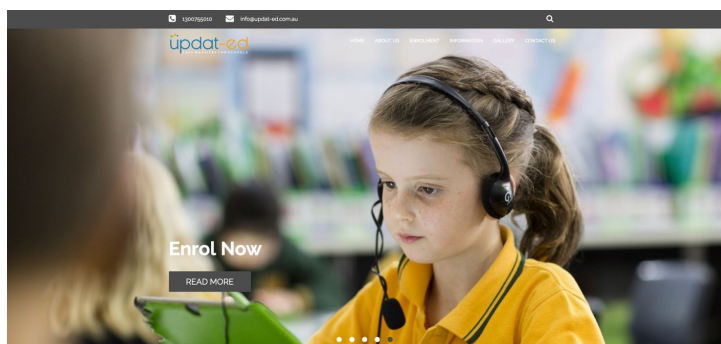 1300755010 info@updat-ed.com.au
updat-ed
HOME ABOUT US ENROLMENT INFORMATION GALLERY CONTACT US
Enrol Now
READ MORE